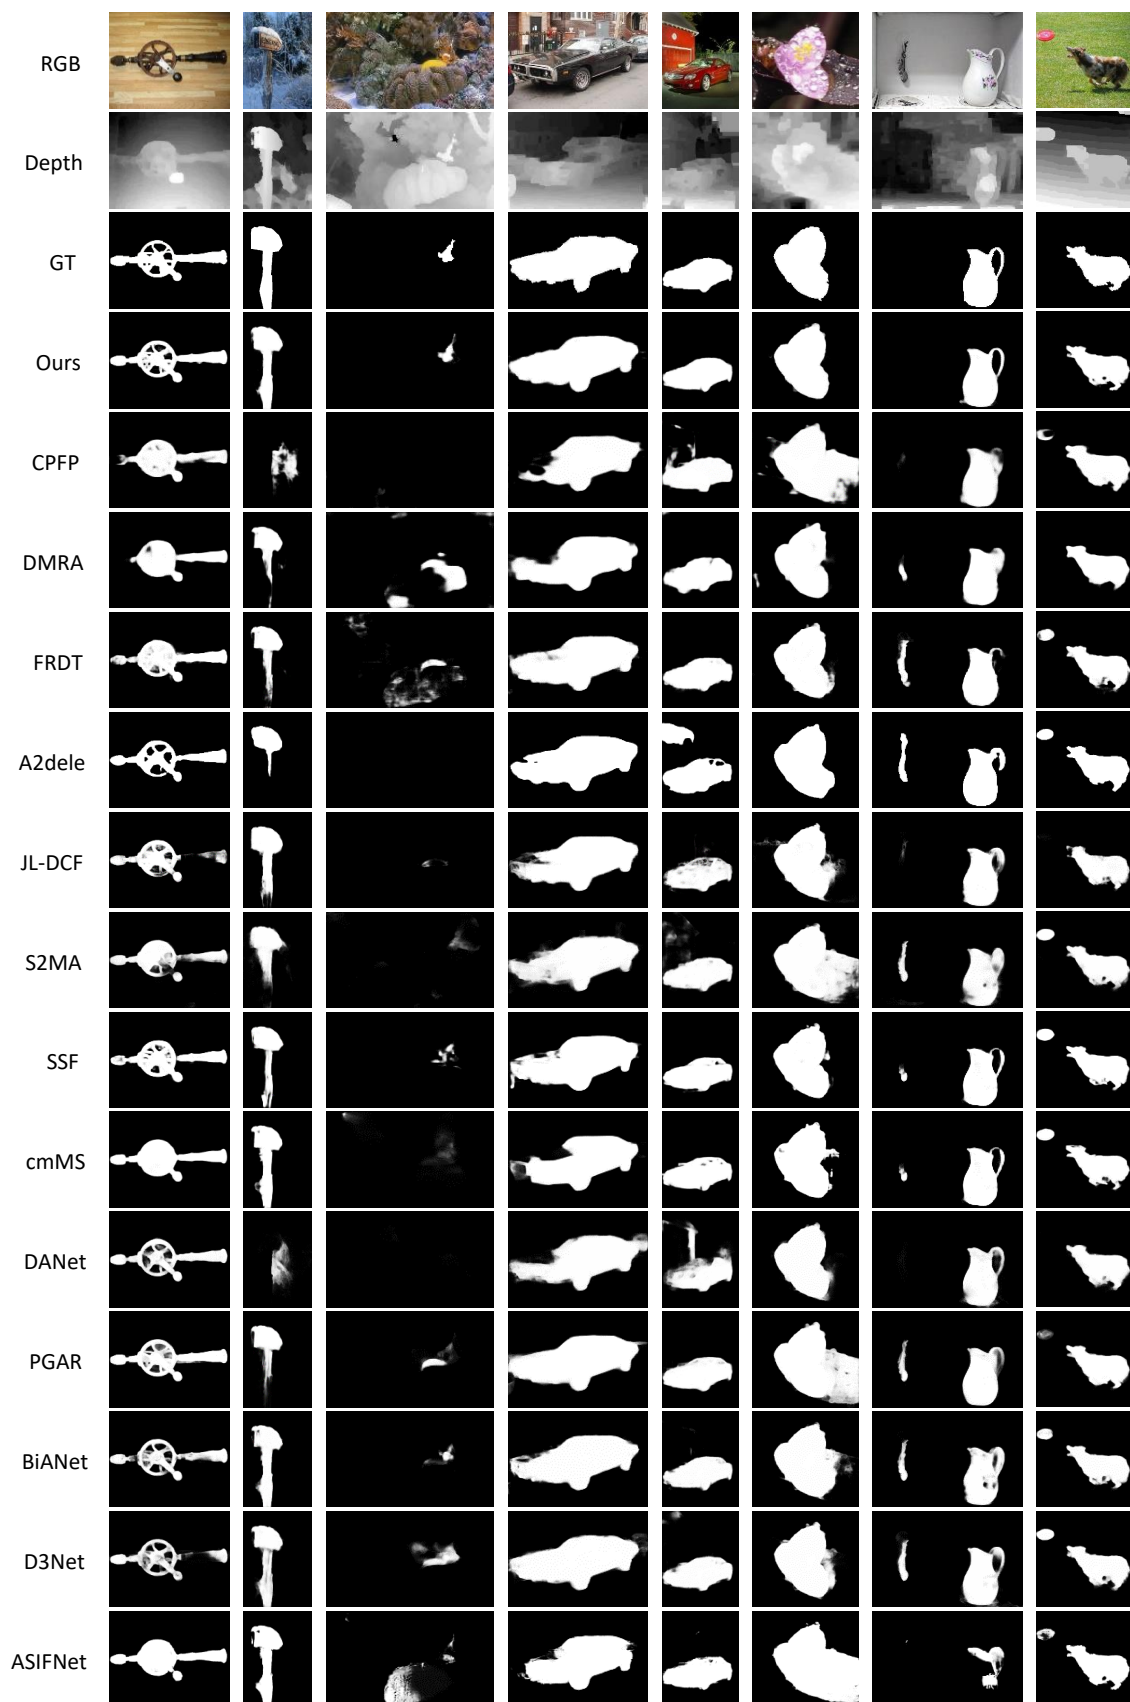 RGB
Depth
GT
Ours
CPFP
DMRA
FRDT
A2dele
JL-DCF
S2MA
SSF
cmMS
DANet
PGAR
BiANet
D3Net
ASIFNet